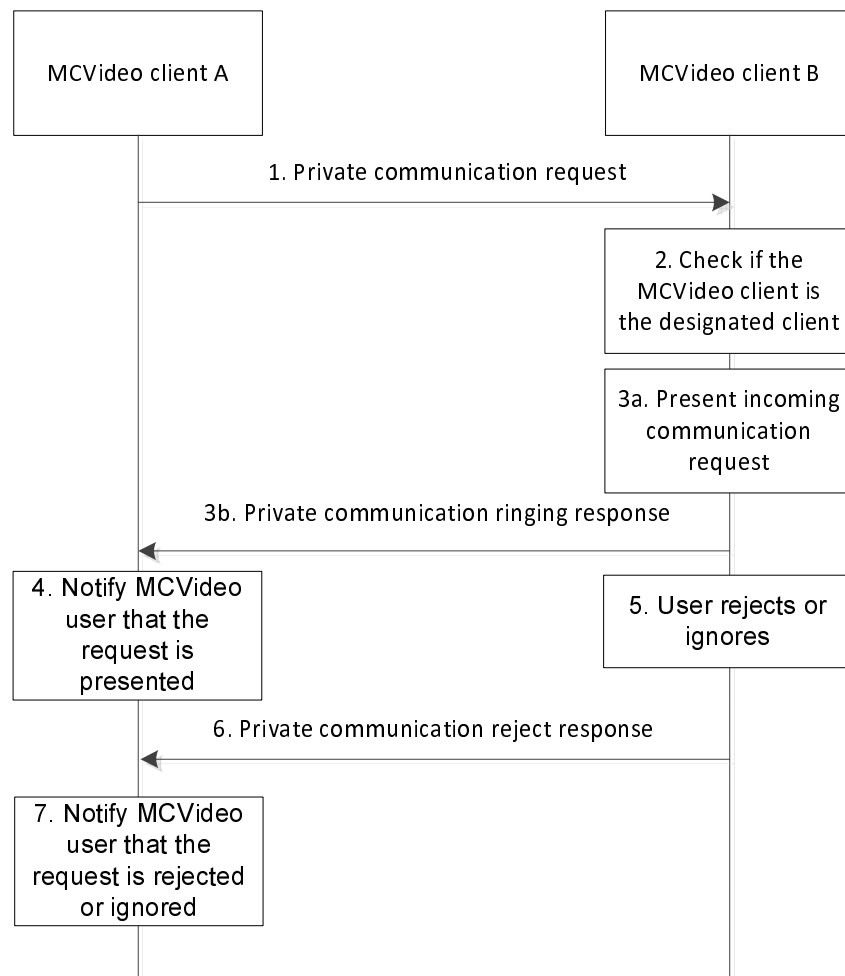 MCVideo client A
MCVideo client B
1. Private communication request
2. Check if the
MCVideo client is
the designated client
3a. Present incoming
communication
request
3b. Private communication ringing response
4. Notify MCVideo
user that the
request is
presented
5. User rejects or
ignores
6. Private communication reject response
7. Notify MCVideo
user that the
request is rejected
or ignored